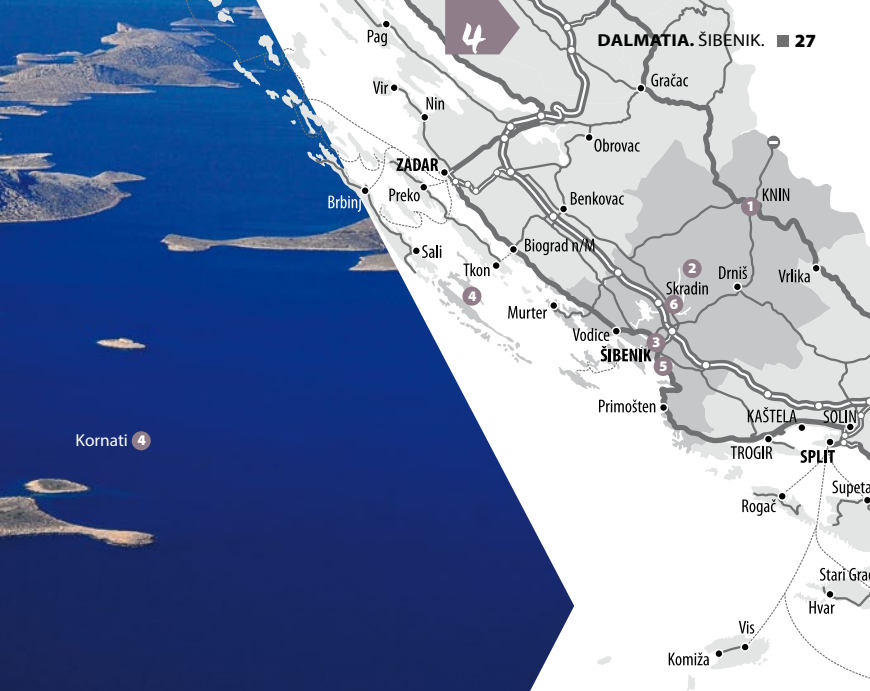 4
DALMATIA. ŠIBENIK. 27
Pag
Gračac
Vir
Nin
Obrovac
ZADAR
Brbinj
Preko
Benkovac
1 KNIN
Biograd n/M
Sali
Tkon
2
Drniš
Vrlika
Skradin
4
6
Murter
Vodice
3
ŠIBENIK
5
Primošten
KAŠTELA
SOLIN
TROGIR
SPLIT
Kornati 4
Supeta
Rogač
Stari Grad
Hvar
Vis
Komiža